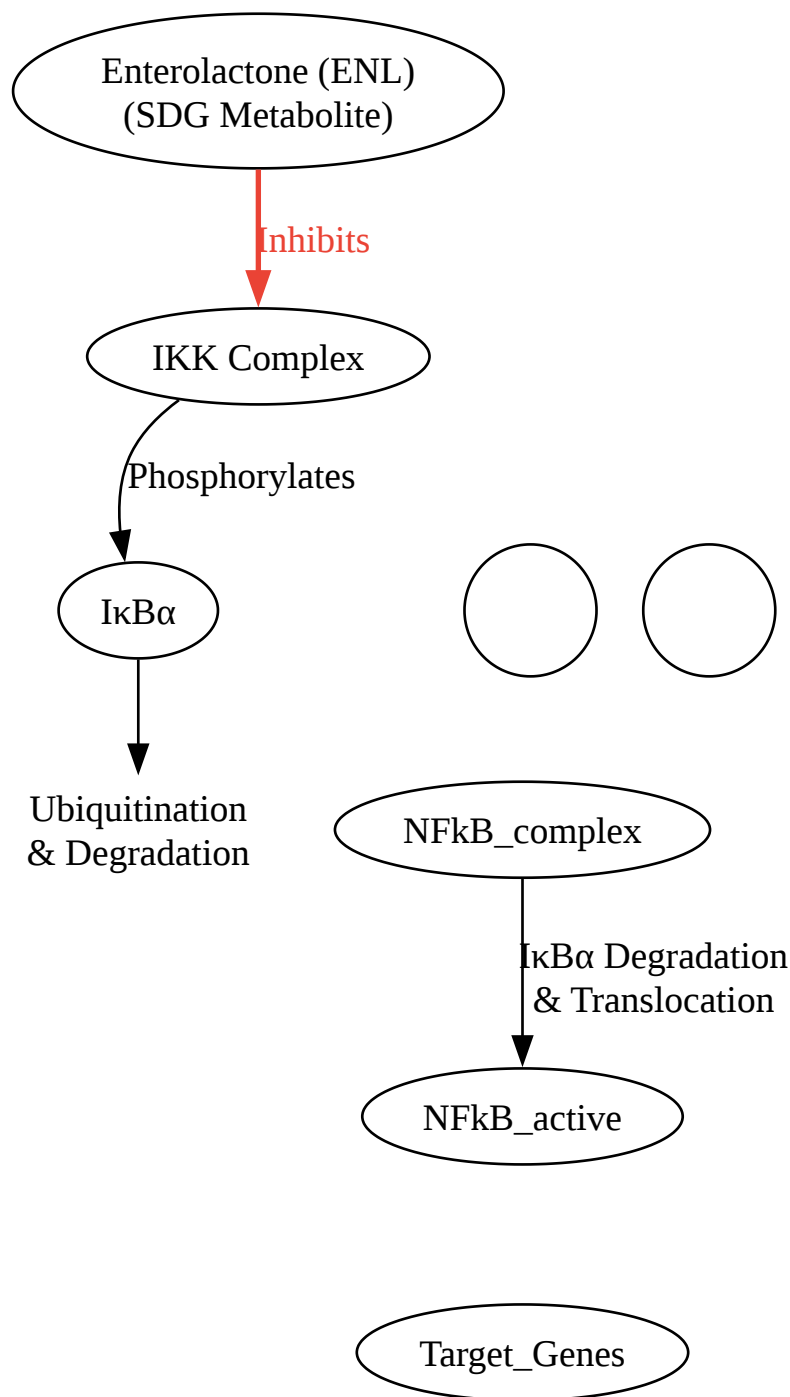 Enterolactone (ENL)
(SDG Metabolite)
Inhibits
IKK Complex
Phosphorylates
IκBα
Ubiquitination
& Degradation
NFkB_complex
IκBα Degradation
& Translocation
NFkB_active
Target_Genes